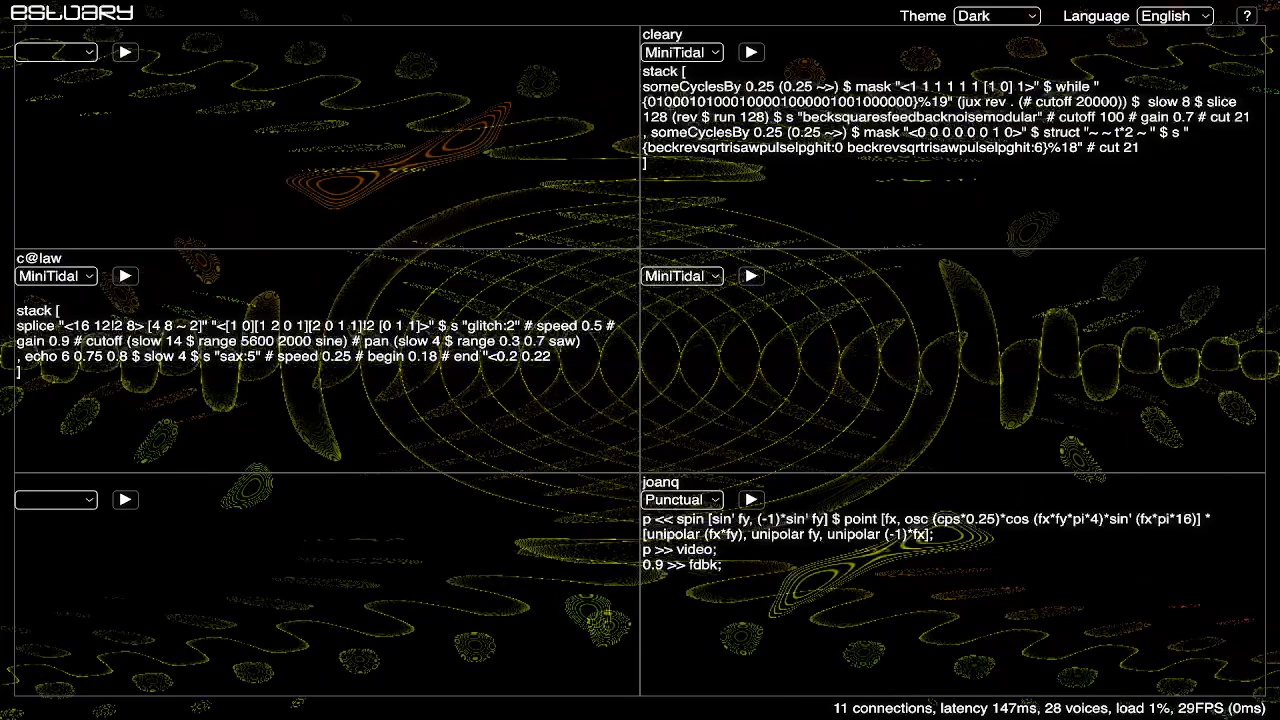 estuary
Theme Dark Language English ?
cleary
MiniTidal
stack [
someCyclesBy 0.25 (0.25 ~>) $ mask "<1 1 1 1 1 1 [1 0] 1>" $ while "
{0100010100010000100000100100000}%19" (jux rev . (# cutoff 20000)) $  slow 8 $ slice
128 (rev $ run 128) $ s "becksquaresfeedbacknoisemodular" # cutoff 100 # gain 0.7 # cut 21
, someCyclesBy 0.25 (0.25 ~>) $ mask "<0 0 0 0 0 0 1 0>" $ struct "~ ~ t*2 ~ " $ s "
{beckrevsqrtrisawpulselpghit:0 beckrevsqrtrisawpulselpghit:6}%18" # cut 21
]
c@law
MiniTidal
stack [
splice "<16 12!2 8> [4 8 ~ 2]" "<[1 0][1 2 0 1][2 0 1 1]!2 [0 1 1]>" $ s "glitch:2" # speed 0.5 #
gain 0.9 # cutoff (slow 14 $ range 5600 2000 sine) # pan (slow 4 $ range 0.3 0.7 saw)
, echo 6 0.75 0.8 $ slow 4 $ s "sax:5" # speed 0.25 # begin 0.18 # end "<0.2 0.22
]
MiniTidal
joanq
Punctual
p << spin [sin' fy, (-1)*sin' fy] $ point [fx, osc (cps*0.25)*cos (fx*fy*pi*4)*sin' (fx*pi*16)] *
[unipolar (fx*fy), unipolar fy, unipolar (-1)*fx];
p >> video;
0.9 >> fdbk;
11 connections, latency 147ms, 28 voices, load 1%, 29FPS (0ms)